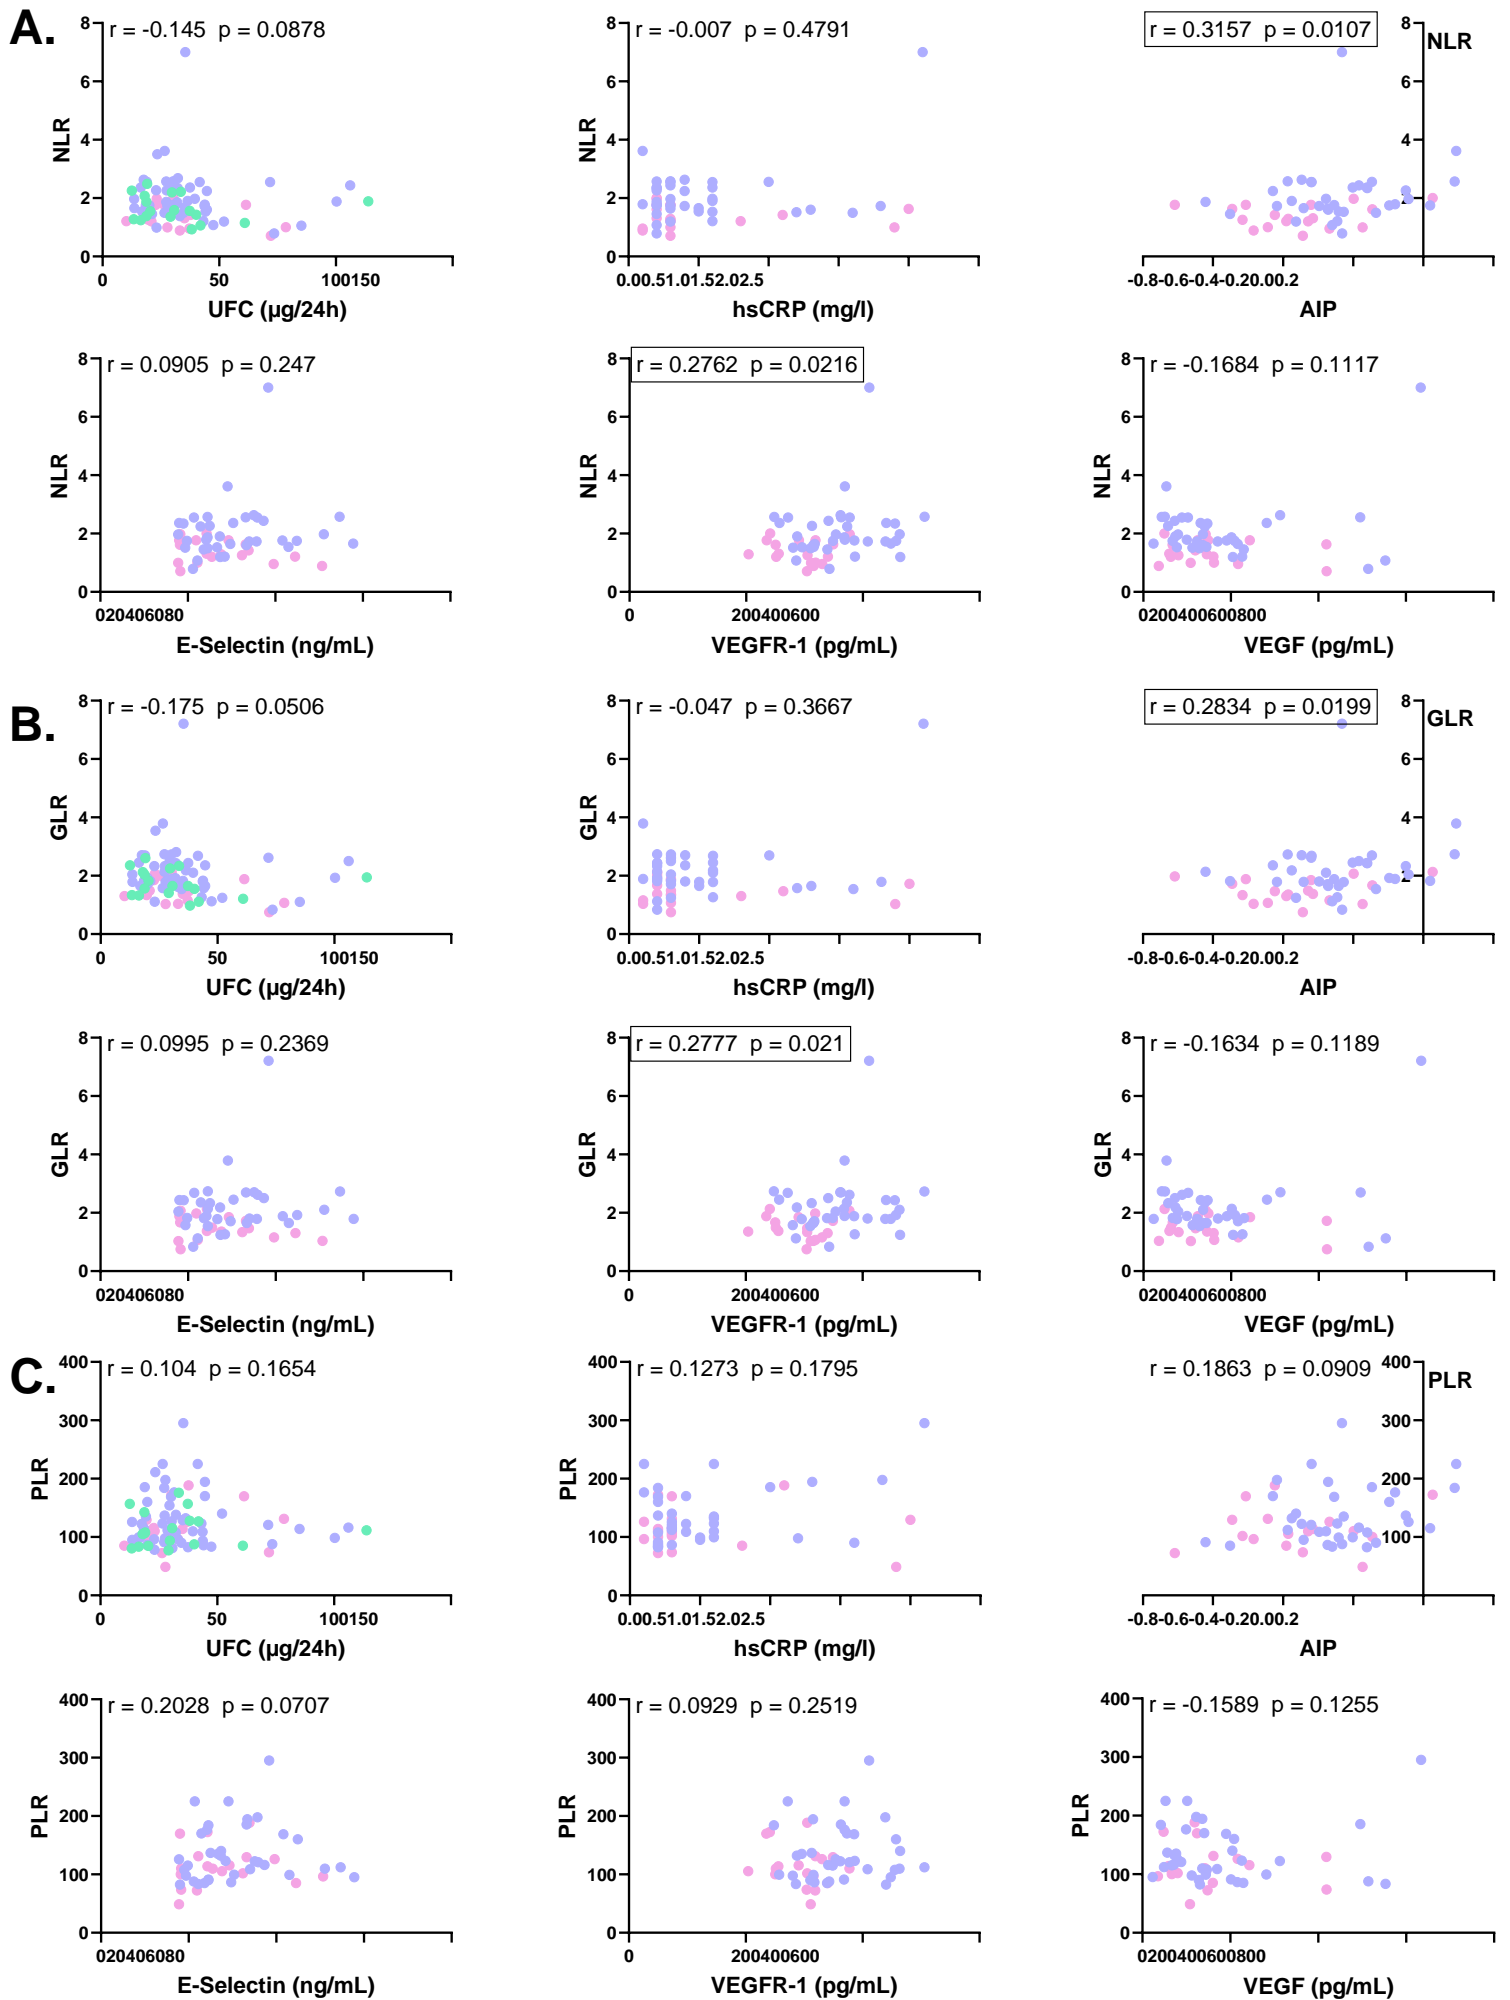 A.
r = -0.145 p = 0.0878
8
6
4
2
0
NLR
0 50 100150
UFC (µg/24h)
r = -0.007 p = 0.4791
8
6
4
2
0
NLR
0.00.51.01.52.02.5
hsCRP (mg/l)
r = 0.3157 p = 0.0107
8
6
4
2
NLR
-0.8-0.6-0.4-0.20.00.2
AIP
r = 0.0905 p = 0.247
8
6
4
2
0
NLR
020406080
E-Selectin (ng/mL)
r = 0.2762 p = 0.0216
8
6
4
2
0
NLR
0 200400600
VEGFR-1 (pg/mL)
r = -0.1684 p = 0.1117
8
6
4
2
0
NLR
0200400600800
VEGF (pg/mL)
B.
r = -0.175 p = 0.0506
8
6
4
2
0
GLR
0 50 100150
UFC (µg/24h)
r = -0.047 p = 0.3667
8
6
4
2
0
GLR
0.00.51.01.52.02.5
hsCRP (mg/l)
r = 0.2834 p = 0.0199
8
6
4
2
GLR
-0.8-0.6-0.4-0.20.00.2
AIP
r = 0.0995 p = 0.2369
8
6
4
2
0
GLR
020406080
E-Selectin (ng/mL)
r = 0.2777 p = 0.021
8
6
4
2
0
GLR
0 200400600
VEGFR-1 (pg/mL)
r = -0.1634 p = 0.1189
8
6
4
2
0
GLR
0200400600800
VEGF (pg/mL)
C.
r = 0.104 p = 0.1654
400
300
200
100
0
PLR
0 50 100150
UFC (µg/24h)
r = 0.1273 p = 0.1795
400
300
200
100
0
PLR
0.00.51.01.52.02.5
hsCRP (mg/l)
r = 0.1863 p = 0.0909
400
300
200
100
PLR
-0.8-0.6-0.4-0.20.00.2
AIP
r = 0.2028 p = 0.0707
400
300
200
100
0
PLR
020406080
E-Selectin (ng/mL)
r = 0.0929 p = 0.2519
400
300
200
100
0
PLR
0 200400600
VEGFR-1 (pg/mL)
r = -0.1589 p = 0.1255
400
300
200
100
0
PLR
0200400600800
VEGF (pg/mL)